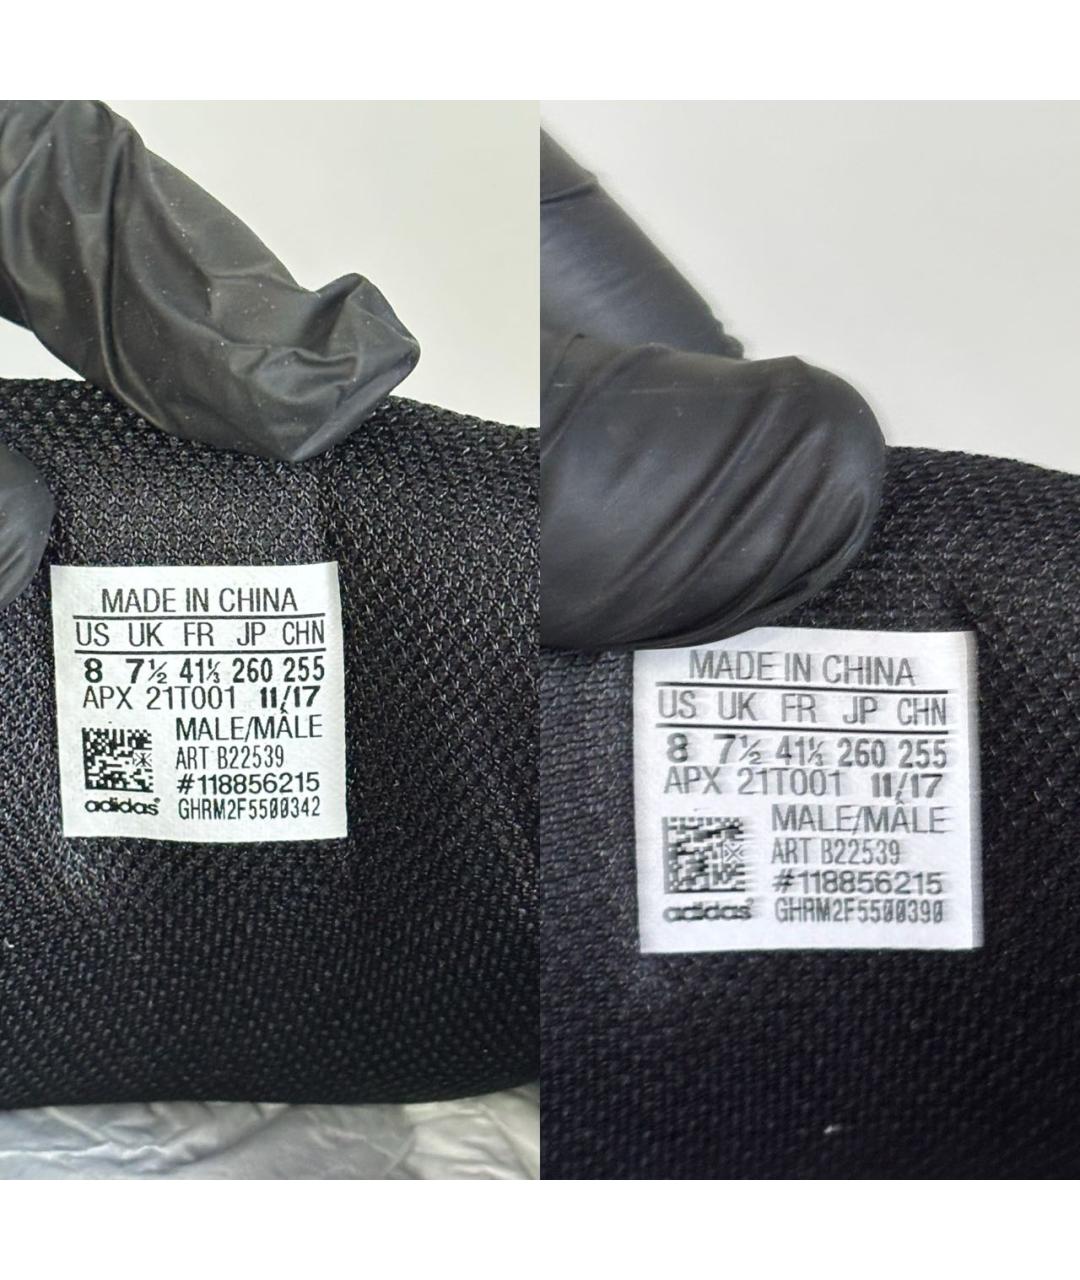 MADE IN CHINA
US UK FR JP CHN
8 7½ 41⅓ 260 255
APX 21T001 11/17
MALE/MÂLE
ART B22539
#118856215
adidas® GHRM2F5500342
MADE IN CHINA
US UK FR JP CHN
8 7½ 41⅓ 260 255
APX 21T001 11/17
MALE/MÂLE
ART B22539
#118856215
adidas® GHRM2F5500390